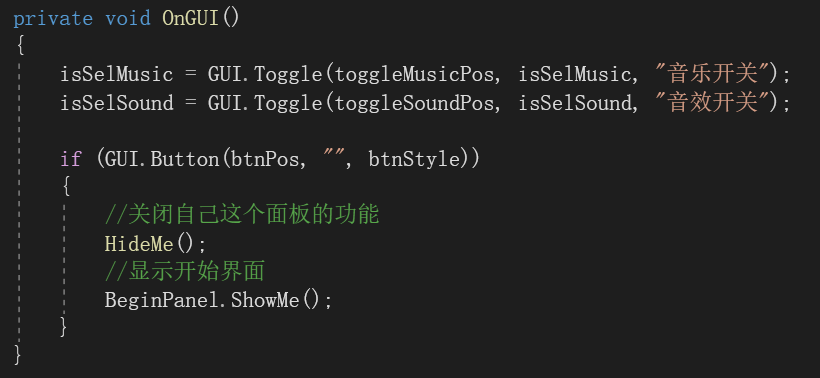 private void OnGUI()
{
isSelMusic = GUI.Toggle(toggleMusicPos, isSelMusic, "音乐开关");
isSelSound = GUI.Toggle(toggleSoundPos, isSelSound, "音效开关");
if (GUI.Button(btnPos, "", btnStyle))
{
//关闭自己这个面板的功能
HideMe();
//显示开始界面
BeginPanel.ShowMe();
}
}